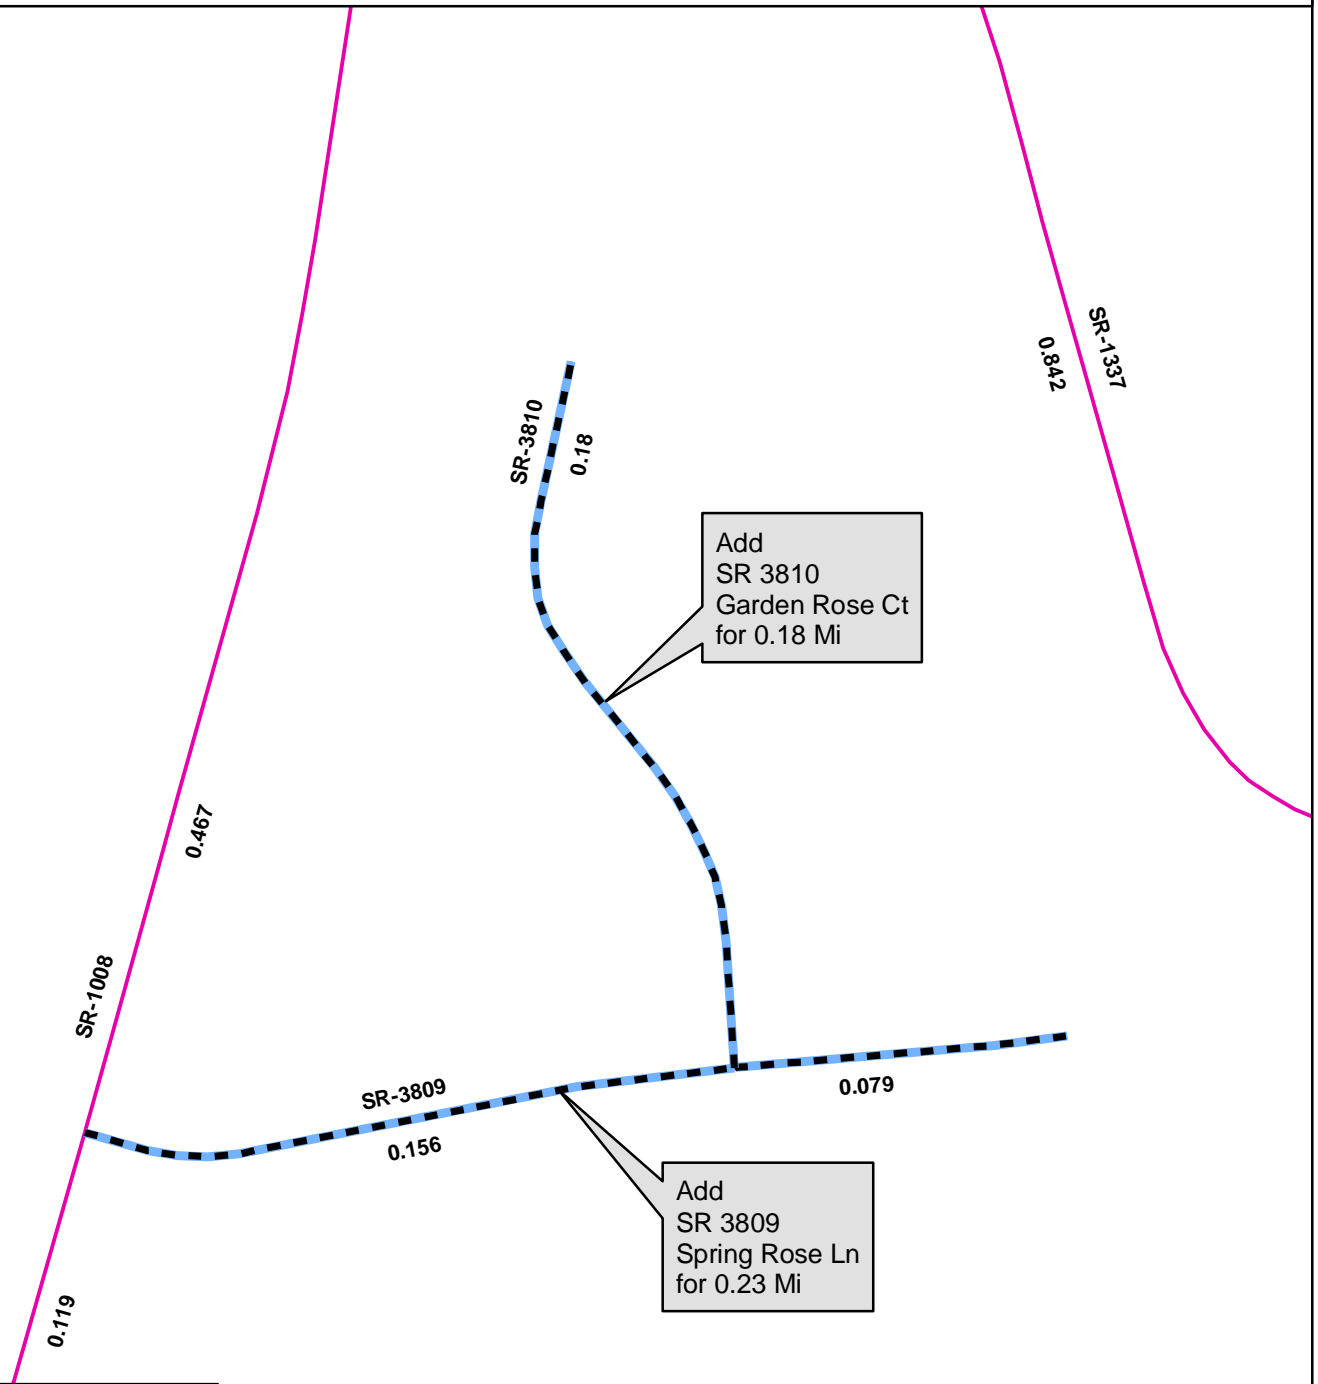 SR-1337
0.842
SR-3810
0.18
Add
SR 3810
Garden Rose Ct
for 0.18 Mi
0.467
SR-1008
SR-3809
0.156
0.079
Add
SR 3809
Spring Rose Ln
for 0.23 Mi
0.119